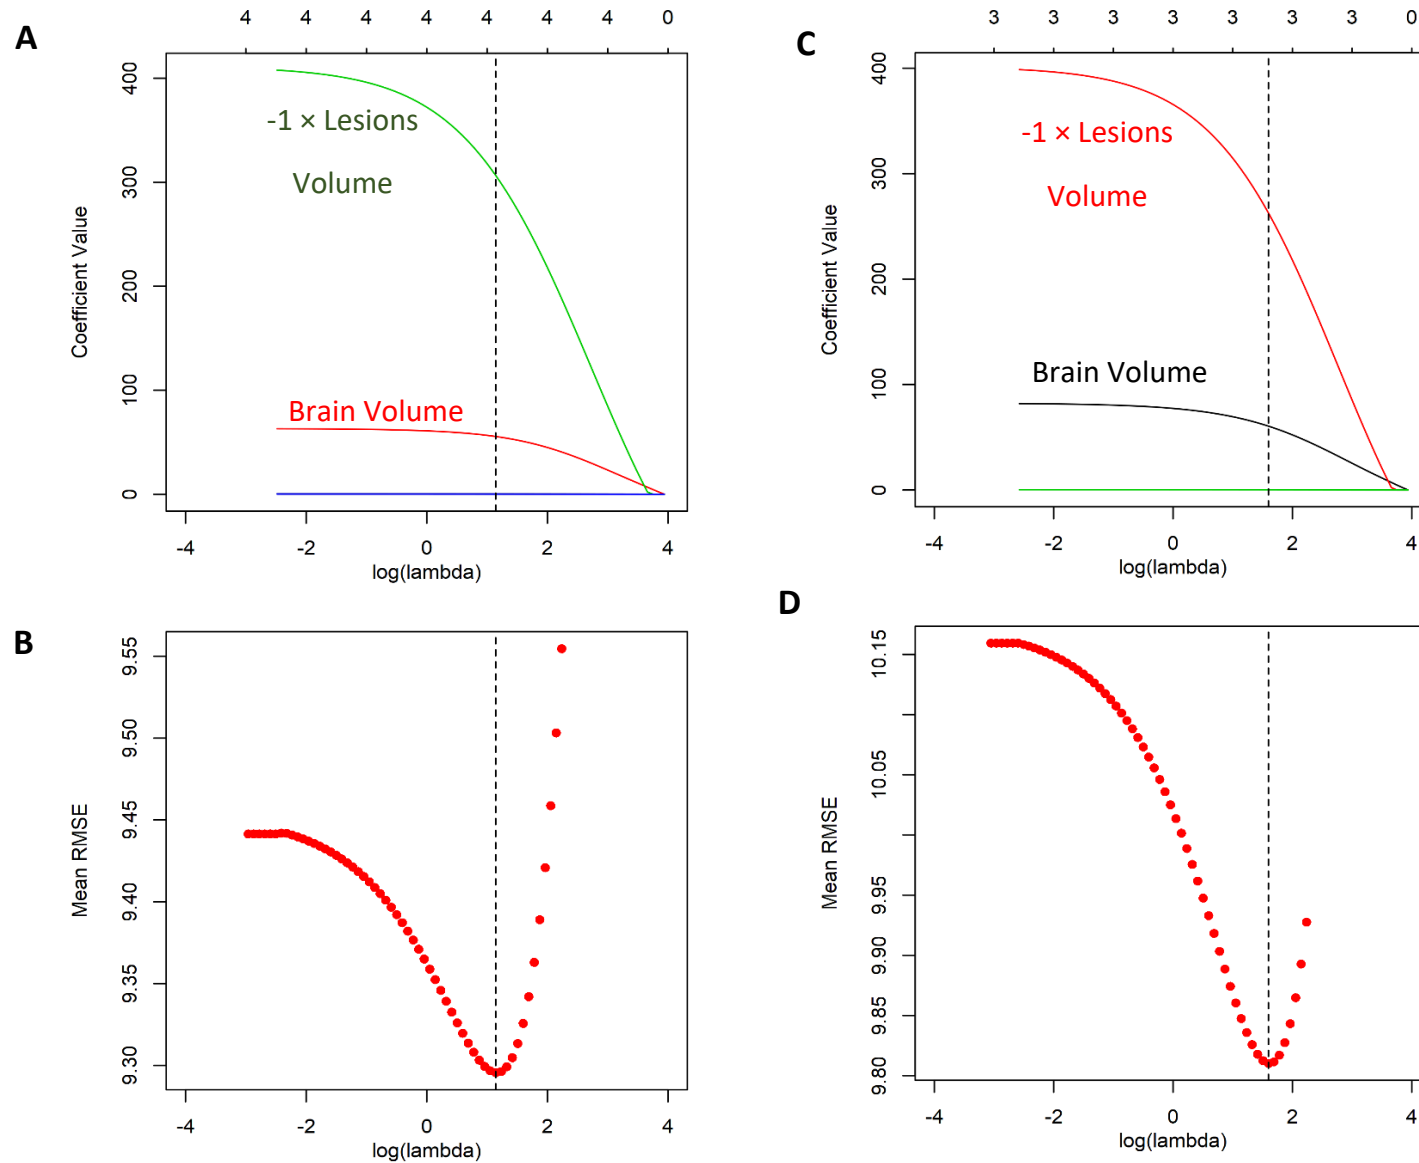 A
4 4 4 4 4 4 4 0
400
300
200
100
0
Coefficient Value
-1 × Lesions
Volume
Brain Volume
-4 -2 0 2 4
log(lambda)
C
3 3 3 3 3 3 3 0
400
300
200
100
0
Coefficient Value
-1 × Lesions
Volume
Brain Volume
-4 -2 0 2 4
log(lambda)
B
9.55
9.50
9.45
9.40
9.35
9.30
Mean RMSE
-4 -2 0 2 4
log(lambda)
D
10.15
10.05
9.95
9.90
9.85
9.80
Mean RMSE
-4 -2 0 2 4
log(lambda)